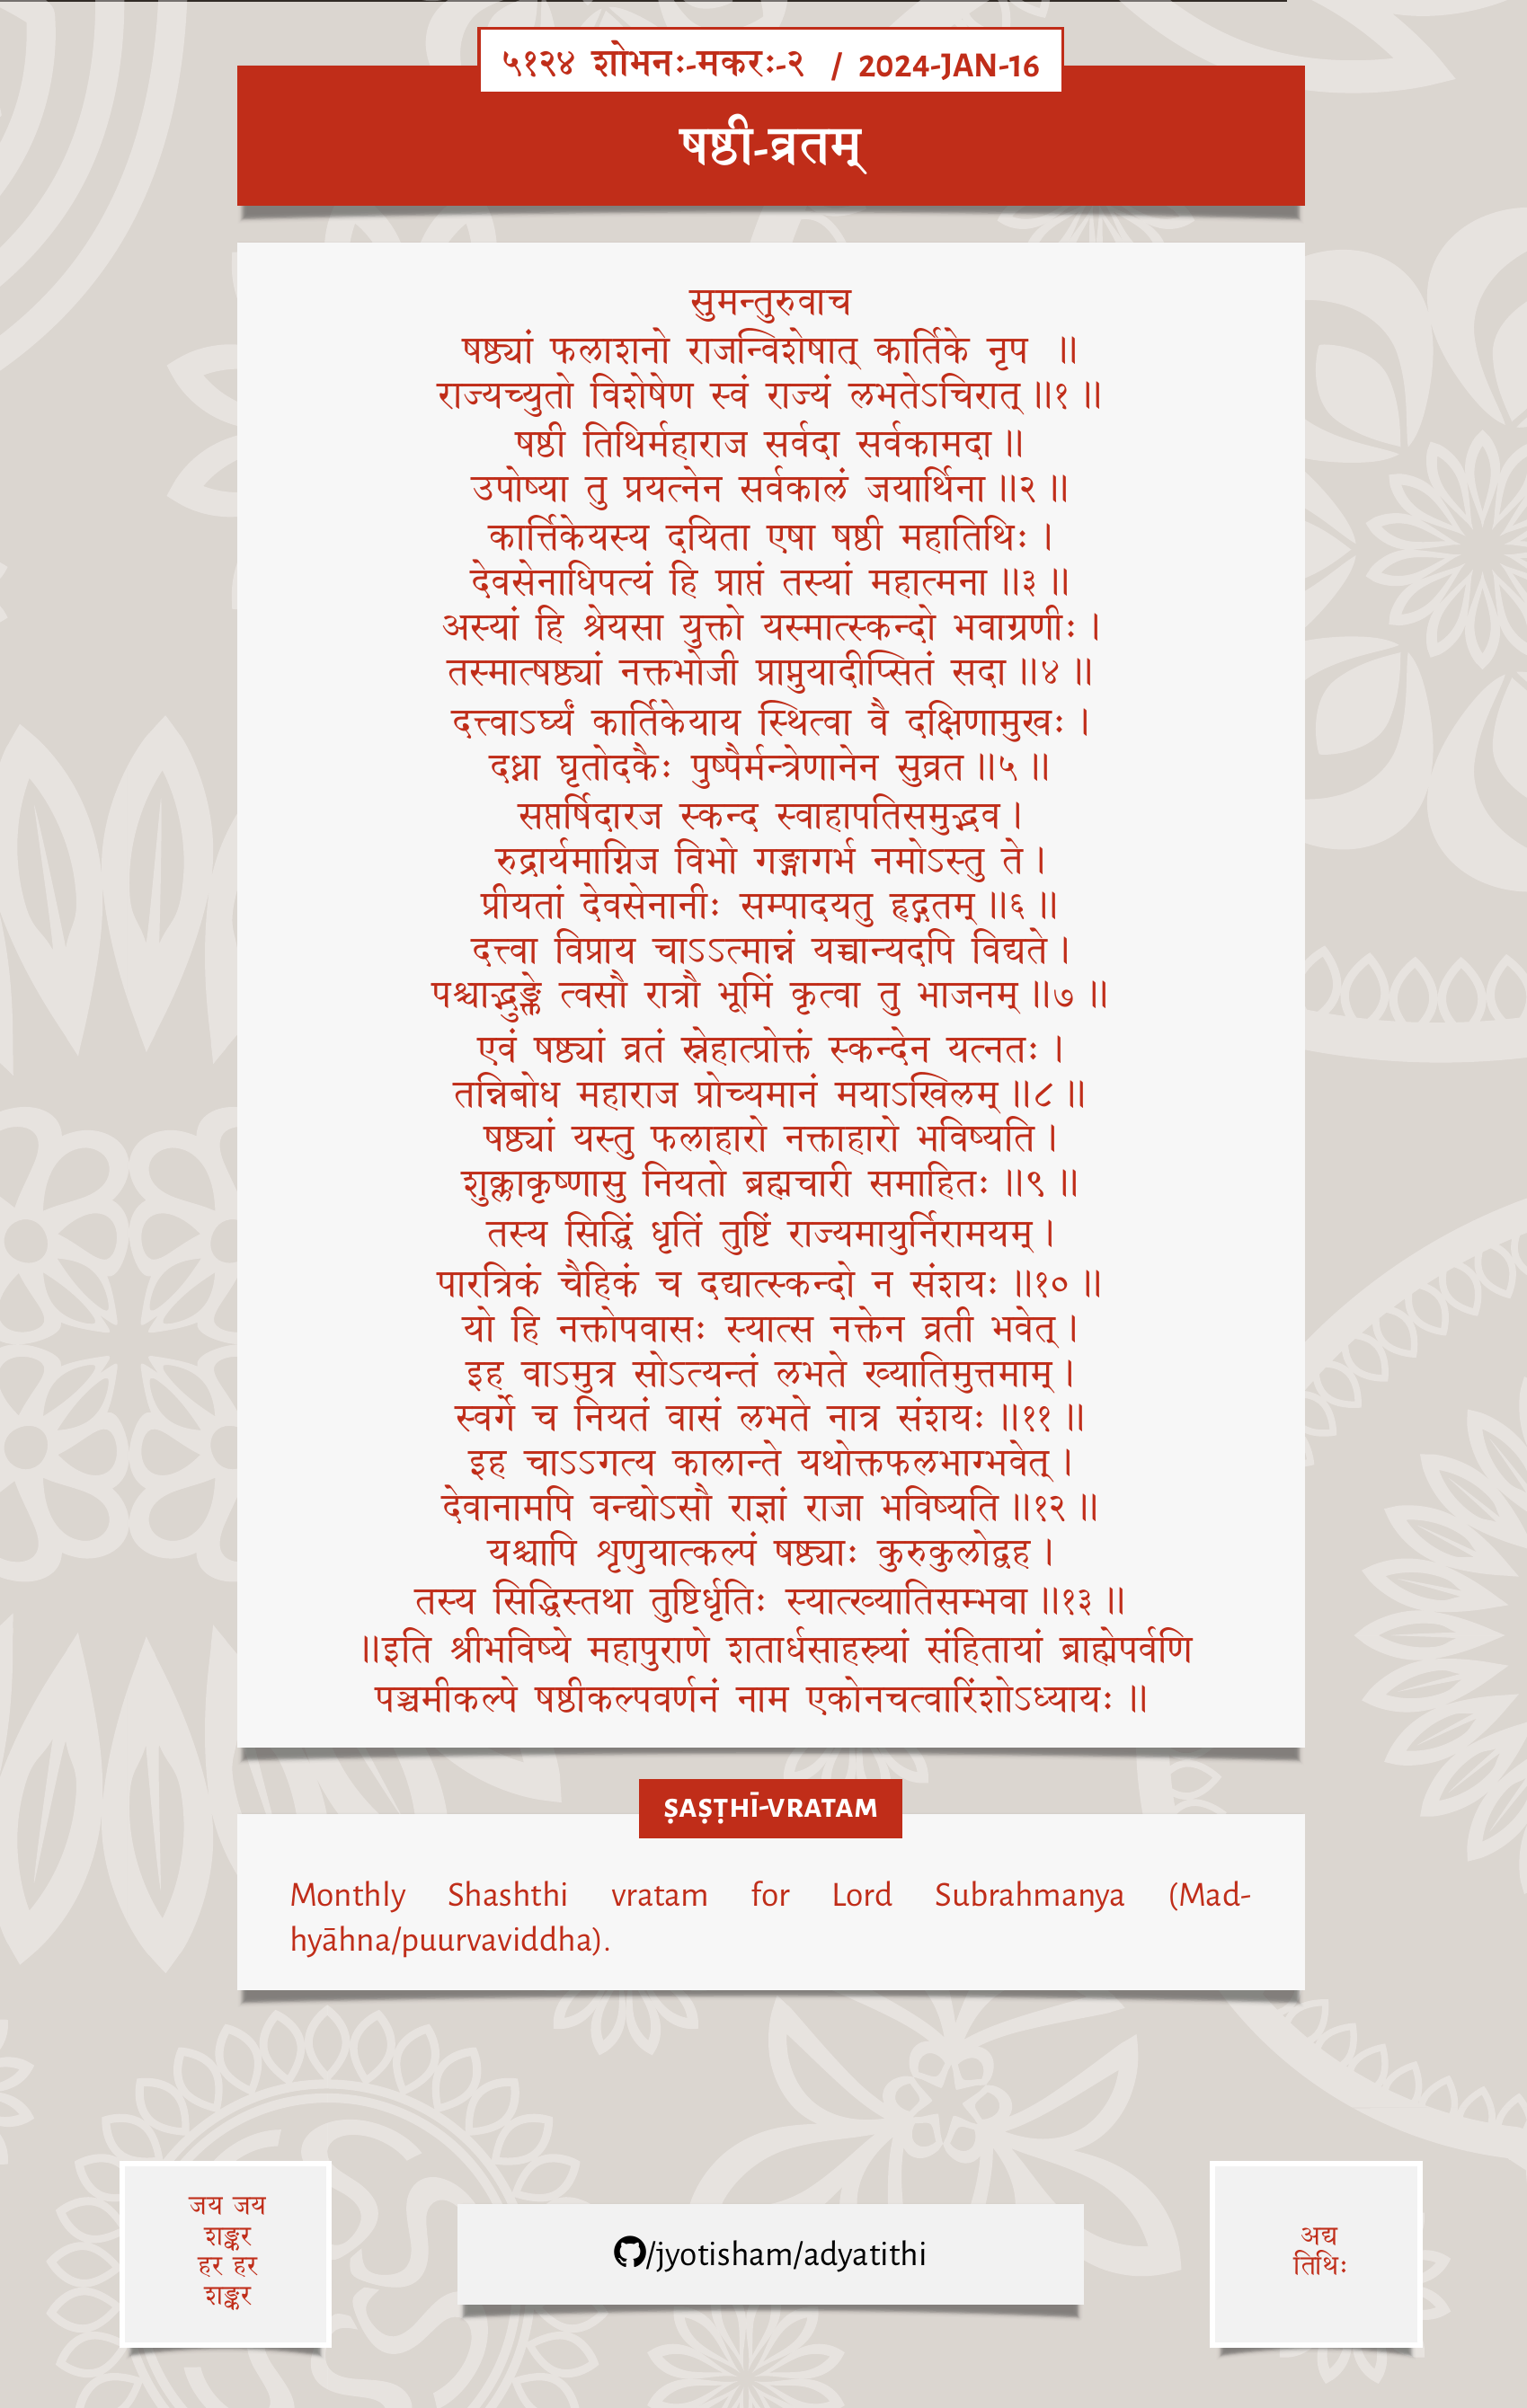 ५१२४ शोभनः-मकरः-२ / 2024-JAN-16
षष्ठी-व्रतम्
सुमन्तुरुवाच
षष्ठ्यां फलाशनो राजन्विशेषात् कार्तिके नृप ॥
राज्यच्युतो विशेषेण स्वं राज्यं लभतेऽचिरात् ॥१॥
षष्ठी तिथिर्महाराज सर्वदा सर्वकामदा ॥
उपोष्या तु प्रयत्नेन सर्वकालं जयार्थिना ॥२॥
कार्त्तिकेयस्य दयिता एषा षष्ठी महातिथिः ।
देवसेनाधिपत्यं हि प्राप्तं तस्यां महात्मना ॥३॥
अस्यां हि श्रेयसा युक्तो यस्मात्स्कन्दो भवाग्रणीः ।
तस्मात्षष्ठ्यां नक्तभोजी प्राप्नुयादीप्सितं सदा ॥४॥
दत्त्वाऽर्घ्यं कार्तिकेयाय स्थित्वा वै दक्षिणामुखः ।
दध्ना घृतोदकैः पुष्पैर्मन्त्रेणानेन सुव्रत ॥५॥
सप्तर्षिदारज स्कन्द स्वाहापतिसमुद्भव ।
रुद्रार्यमाग्निज विभो गङ्गागर्भ नमोऽस्तु ते ।
प्रीयतां देवसेनानीः सम्पादयतु हृद्गतम् ॥६॥
दत्त्वा विप्राय चाऽऽत्मान्नं यच्चान्यदपि विद्यते ।
पश्चाद्भुङ्क्ते त्वसौ रात्रौ भूमिं कृत्वा तु भाजनम् ॥७॥
एवं षष्ठ्यां व्रतं स्नेहात्प्रोक्तं स्कन्देन यत्नतः ।
तन्निबोध महाराज प्रोच्यमानं मयाऽखिलम् ॥८॥
षष्ठ्यां यस्तु फलाहारो नक्ताहारो भविष्यति ।
शुक्लाकृष्णासु नियतो ब्रह्मचारी समाहितः ॥९॥
तस्य सिद्धिं धृतिं तुष्टिं राज्यमायुर्निरामयम् ।
पारत्रिकं चैहिकं च दद्यात्स्कन्दो न संशयः ॥१०॥
यो हि नक्तोपवासः स्यात्स नक्तेन व्रती भवेत् ।
इह वाऽमुत्र सोऽत्यन्तं लभते ख्यातिमुत्तमाम् ।
स्वर्गे च नियतं वासं लभते नात्र संशयः ॥११॥
इह चाऽऽगत्य कालान्ते यथोक्तफलभाग्भवेत् ।
देवानामपि वन्द्योऽसौ राज्ञां राजा भविष्यति ॥१२॥
यश्चापि शृणुयात्कल्पं षष्ठ्याः कुरुकुलोद्वह ।
तस्य सिद्धिस्तथा तुष्टिर्धृतिः स्यात्ख्यातिसम्भवा ॥१३॥
॥इति श्रीभविष्ये महापुराणे शतार्धसाहस्र्यां संहितायां ब्राह्मेपर्वणि
पञ्चमीकल्पे षष्ठीकल्पवर्णनं नाम एकोनचत्वारिंशोऽध्यायः ॥
ṢAṢṬHĪ-VRATAM
Monthly Shashthi vratam for Lord Subrahmanya (Mad-
hyāhna/puurvaviddha).
जय जय
शङ्कर
हर हर
शङ्कर
/jyotisham/adyatithi
अद्य
तिथिः